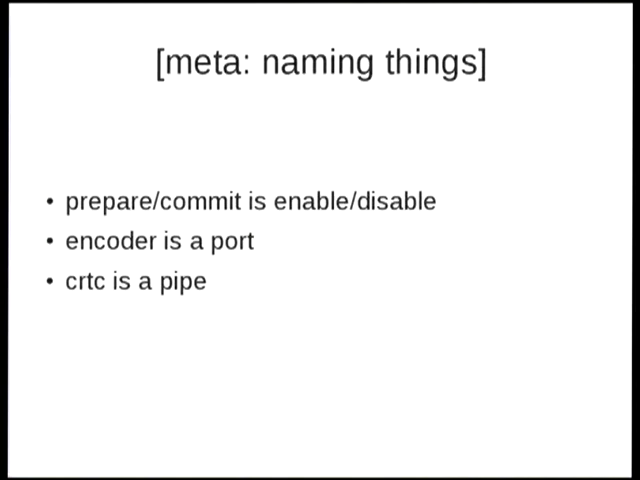 [meta: naming things]
• prepare/commit is enable/disable
• encoder is a port
• crtc is a pipe